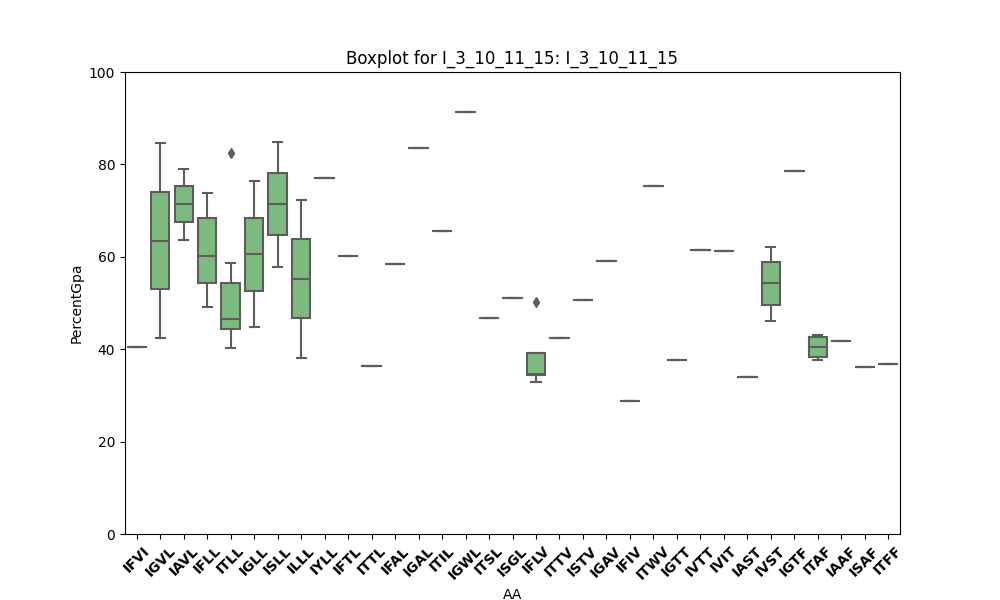 Boxplot for I_3_10_11_15: I_3_10_11_15
100
80
60
40
20
0
PercentGpa
IFVI IGVL IAVL IFLL ITLL IGLL ISLL ILLL IYLL IFTL ITTL IFAL IGAL ITIL IGWL ITSL ISGL IFLV ITTV ISTV IGAV IFIV ITWV IGTT IVTT IVIT IAST IVST IGTF ITAF IAAF ISAF ITFF
AA